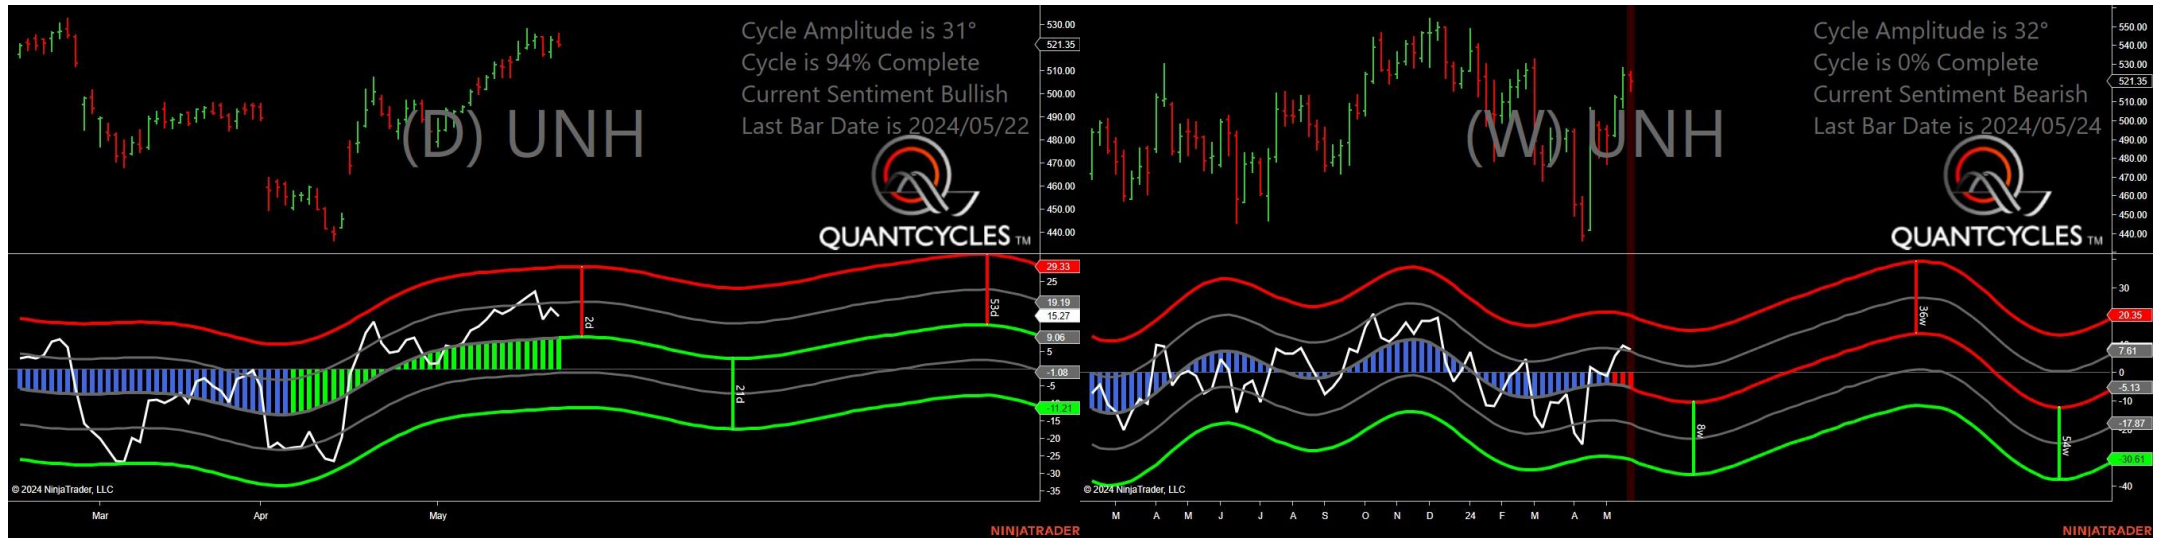 Cycle Amplitude is 31°
Cycle is 94% Complete
Current Sentiment Bullish
Last Bar Date is 2024/05/22
(D) UNH
QUANTCYCLES TM
530.00
521.35
510.00
500.00
490.00
480.00
470.00
460.00
450.00
440.00
29.33
25
19.19
15.27
9.06
5
-1.08
-5
-11.21
-15
-20
-25
-30
-35
2d
21d
53d
© 2024 NinjaTrader, LLC
Mar Apr May
NINJATRADER
Cycle Amplitude is 32°
Cycle is 0% Complete
Current Sentiment Bearish
Last Bar Date is 2024/05/24
(W) UNH
QUANTCYCLES TM
550.00
540.00
530.00
521.35
510.00
500.00
490.00
480.00
470.00
460.00
450.00
440.00
30
20.35
7.61
0
-5.13
-10
-17.87
-30.61
-40
8w
36w
54w
© 2024 NinjaTrader, LLC
M A M J J A S O N D 24 F M A M
NINJATRADER